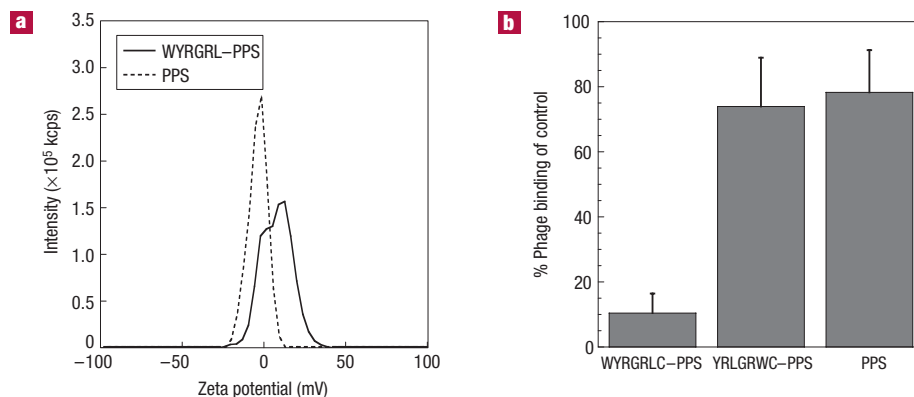 a
3.5
3.0
2.5
2.0
1.5
1.0
0.5
0
Intensity (×10⁵ kcps)
WYRGRL–PPS
PPS
–100
–50
0
50
100
Zeta potential (mV)
b
100
80
60
40
20
0
% Phage binding of control
WYRGRLC–PPS
YRLGRWC–PPS
PPS